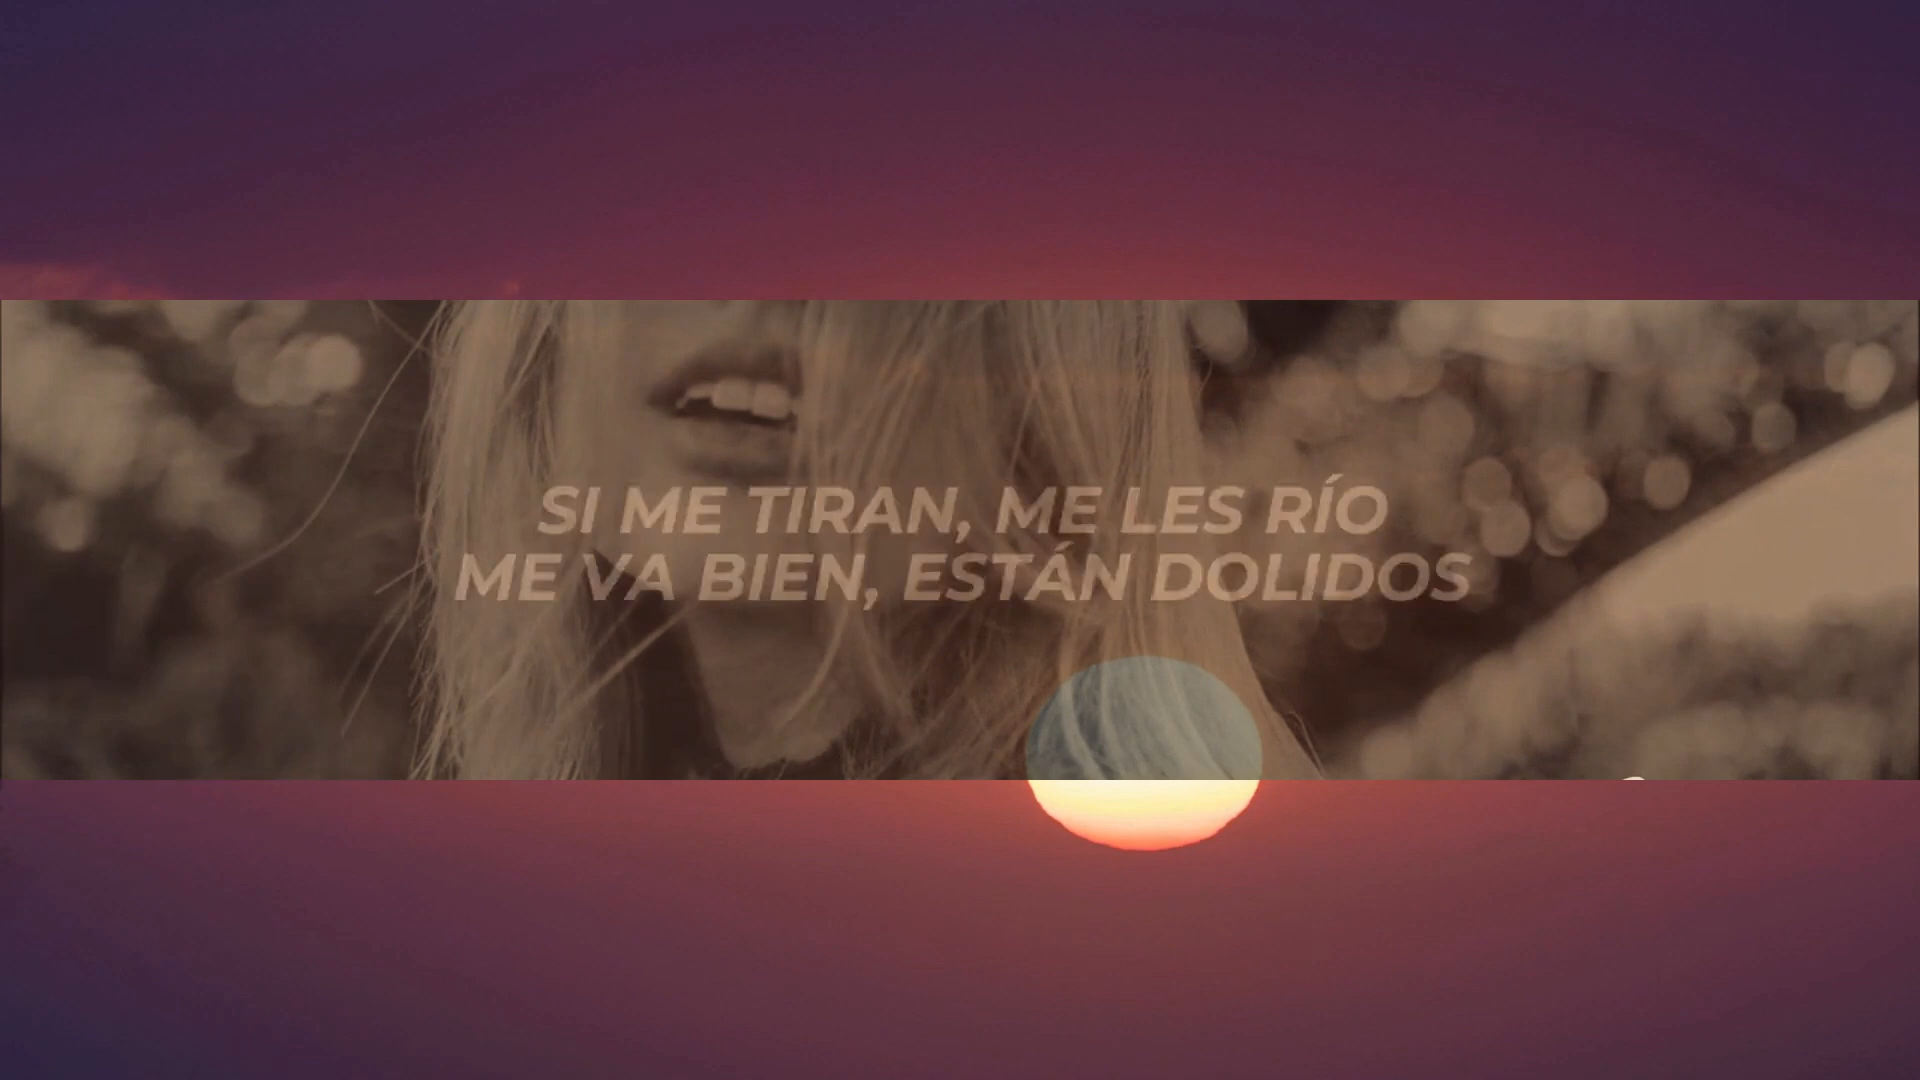 SI ME TIRAN, ME LES RÍO
ME VA BIEN, ESTÁN DOLIDOS